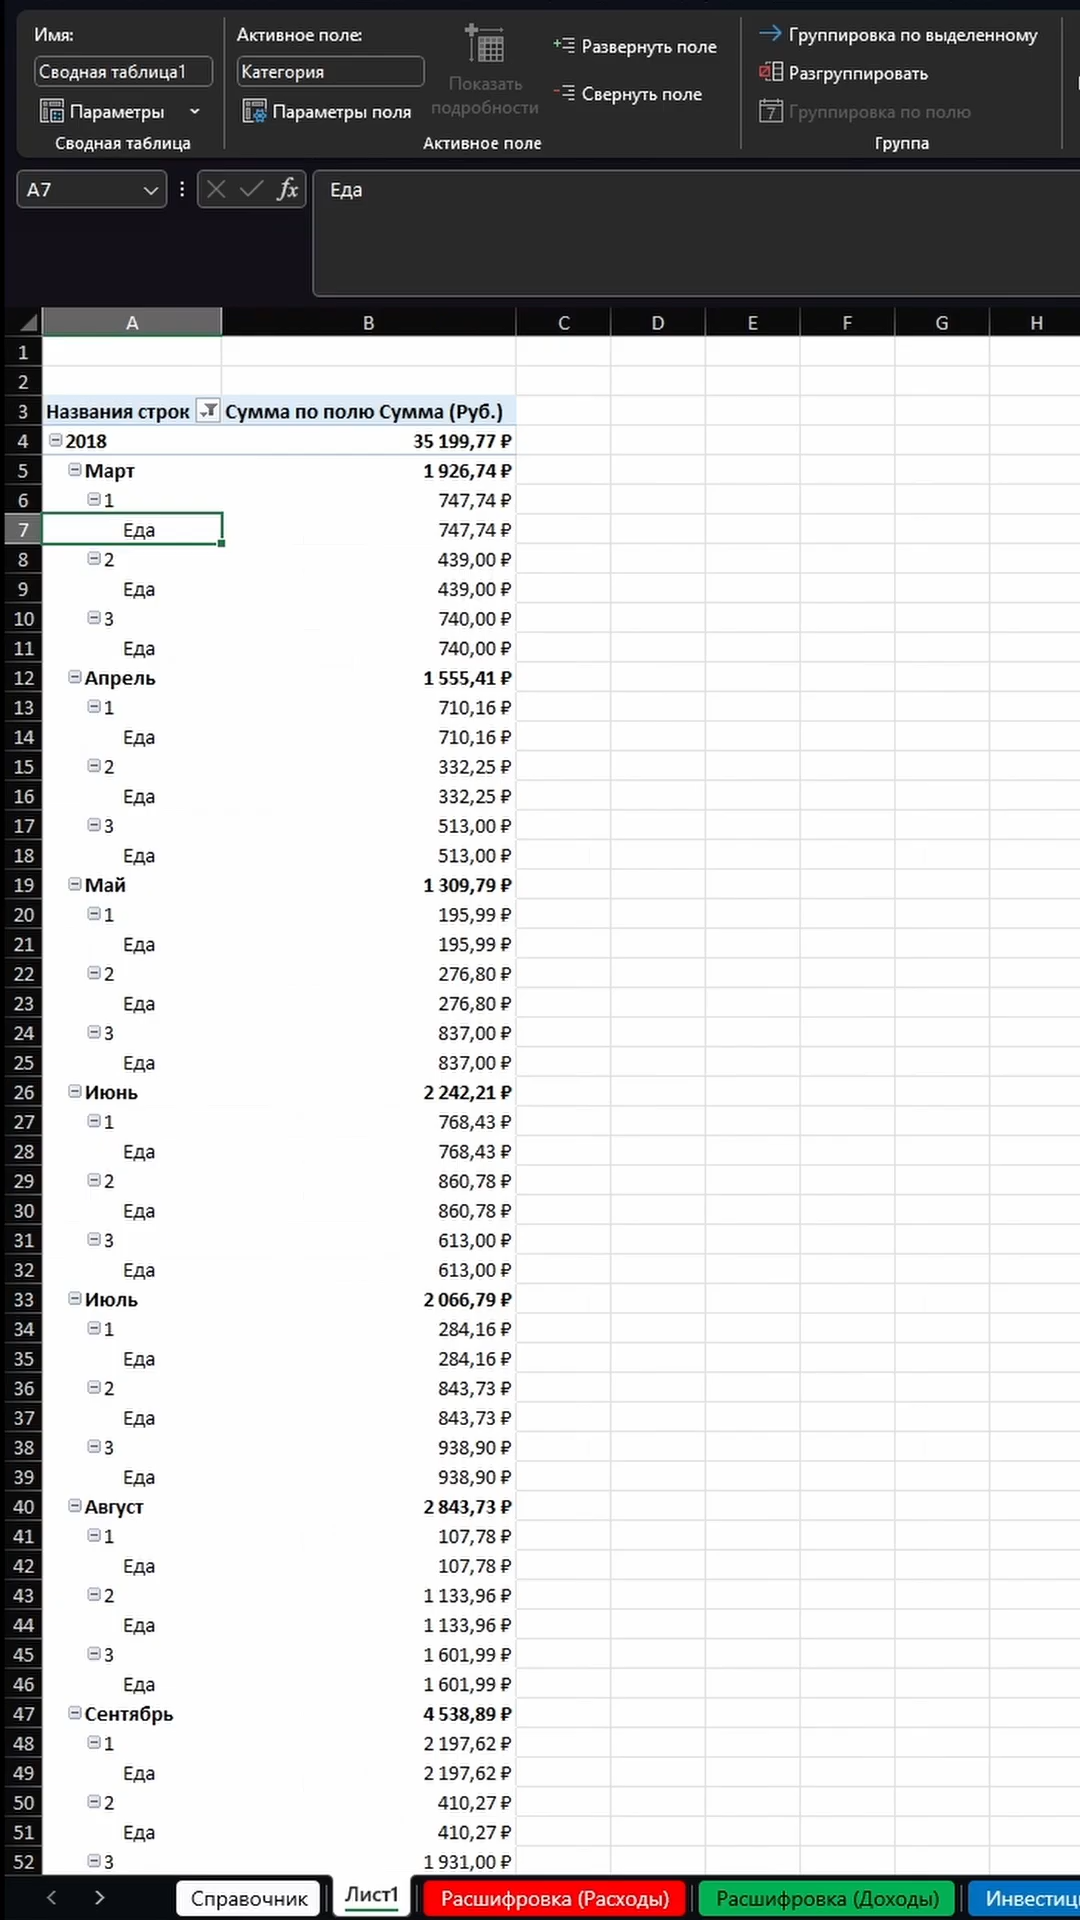 Имя:
Активное поле:
Сводная таблица1
Категория
Показать
подробности
Развернуть поле
Свернуть поле
Группировка по выделенному
Разгруппировать
7 Группировка по полю
Параметры
Параметры поля
Сводная таблица
Активное поле
Группа
A7
fx
Еда
A B C D E F G H
1
2
3 Названия строк Сумма по полю Сумма (Руб.)
4 2018 35 199,77 ₽
5 Март 1 926,74 ₽
6 1 747,74 ₽
7 Еда 747,74 ₽
8 2 439,00 ₽
9 Еда 439,00 ₽
10 3 740,00 ₽
11 Еда 740,00 ₽
12 Апрель 1 555,41 ₽
13 1 710,16 ₽
14 Еда 710,16 ₽
15 2 332,25 ₽
16 Еда 332,25 ₽
17 3 513,00 ₽
18 Еда 513,00 ₽
19 Май 1 309,79 ₽
20 1 195,99 ₽
21 Еда 195,99 ₽
22 2 276,80 ₽
23 Еда 276,80 ₽
24 3 837,00 ₽
25 Еда 837,00 ₽
26 Июнь 2 242,21 ₽
27 1 768,43 ₽
28 Еда 768,43 ₽
29 2 860,78 ₽
30 Еда 860,78 ₽
31 3 613,00 ₽
32 Еда 613,00 ₽
33 Июль 2 066,79 ₽
34 1 284,16 ₽
35 Еда 284,16 ₽
36 2 843,73 ₽
37 Еда 843,73 ₽
38 3 938,90 ₽
39 Еда 938,90 ₽
40 Август 2 843,73 ₽
41 1 107,78 ₽
42 Еда 107,78 ₽
43 2 1 133,96 ₽
44 Еда 1 133,96 ₽
45 3 1 601,99 ₽
46 Еда 1 601,99 ₽
47 Сентябрь 4 538,89 ₽
48 1 2 197,62 ₽
49 Еда 2 197,62 ₽
50 2 410,27 ₽
51 Еда 410,27 ₽
52 3 1 931,00 ₽
Справочник Лист1 Расшифровка (Расходы) Расшифровка (Доходы) Инвестиц